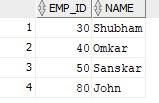 EMP_ID NAME
1 30 Shubham
2 40 Omkar
3 50 Sanskar
4 80 John